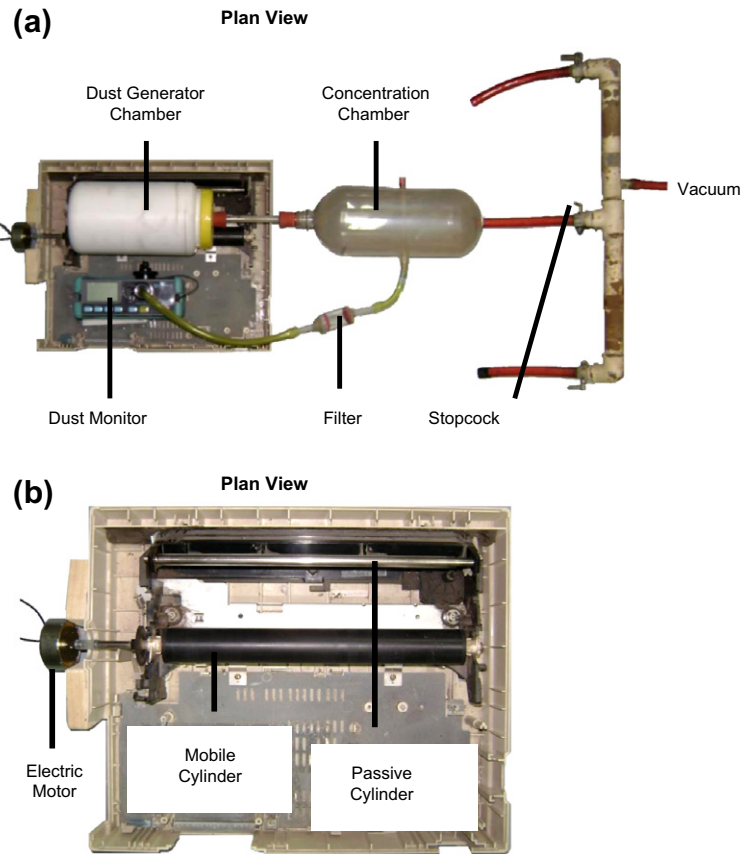 (a)
Plan View
Dust Generator
Chamber
Concentration
Chamber
Vacuum
Dust Monitor
Filter
Stopcock
(b)
Plan View
Electric
Motor
Mobile
Cylinder
Passive
Cylinder